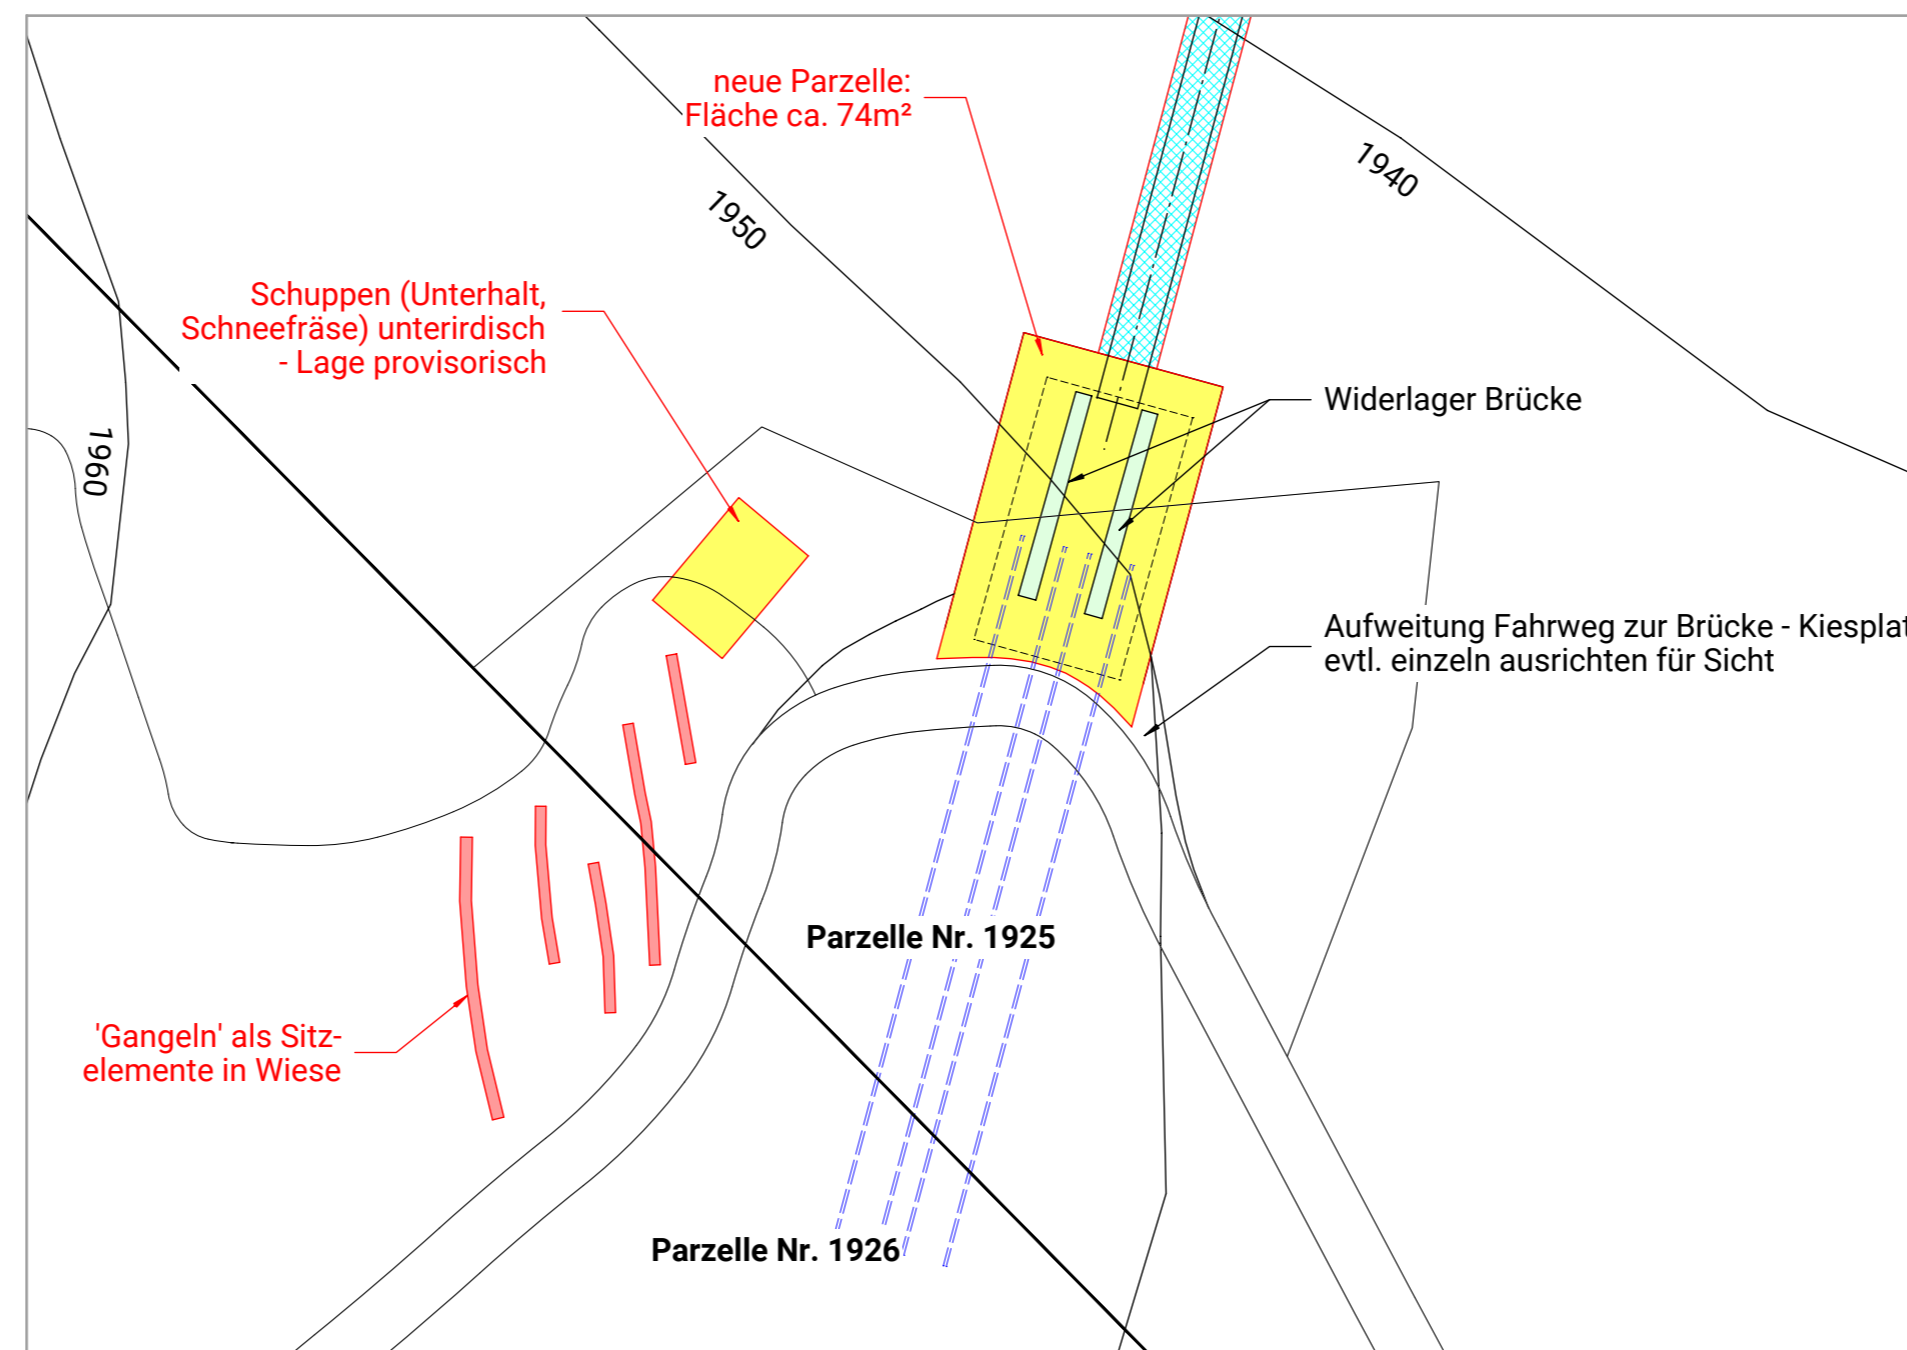 neue Parzelle:
Fläche ca. 74m²
1940
1950
Schuppen (Unterhalt,
Schneefräse) unterirdisch
- Lage provisorisch
Widerlager Brücke
1960
Aufweitung Fahrweg zur Brücke - Kiesplat
evtl. einzeln ausrichten für Sicht
Parzelle Nr. 1925
'Gangeln' als Sitz-
elemente in Wiese
Parzelle Nr. 1926